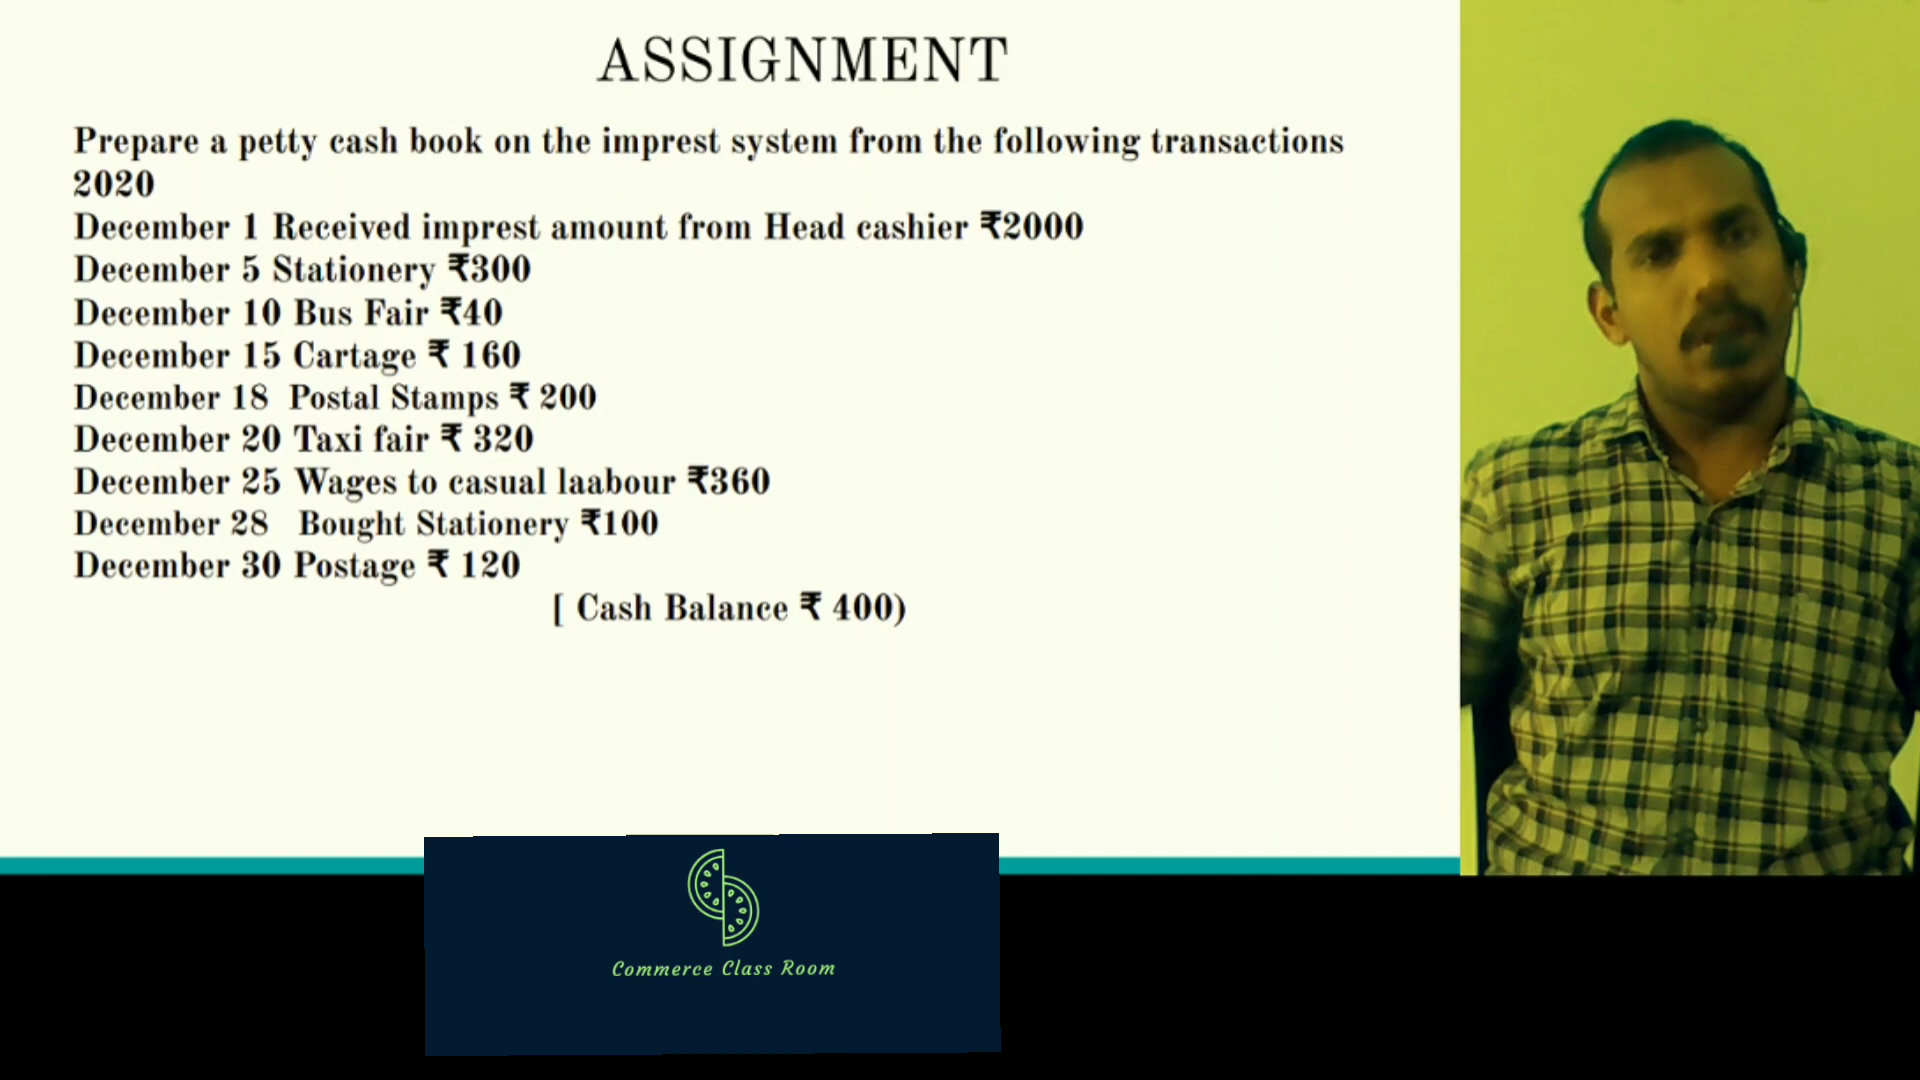 ASSIGNMENT
Prepare a petty cash book on the imprest system from the following transactions
2020
December 1 Received imprest amount from Head cashier ₹2000
December 5 Stationery ₹300
December 10 Bus Fair ₹40
December 15 Cartage ₹ 160
December 18 Postal Stamps ₹ 200
December 20 Taxi fair ₹ 320
December 25 Wages to casual laabour ₹360
December 28 Bought Stationery ₹100
December 30 Postage ₹ 120
[ Cash Balance ₹ 400)
Commerce Class Room